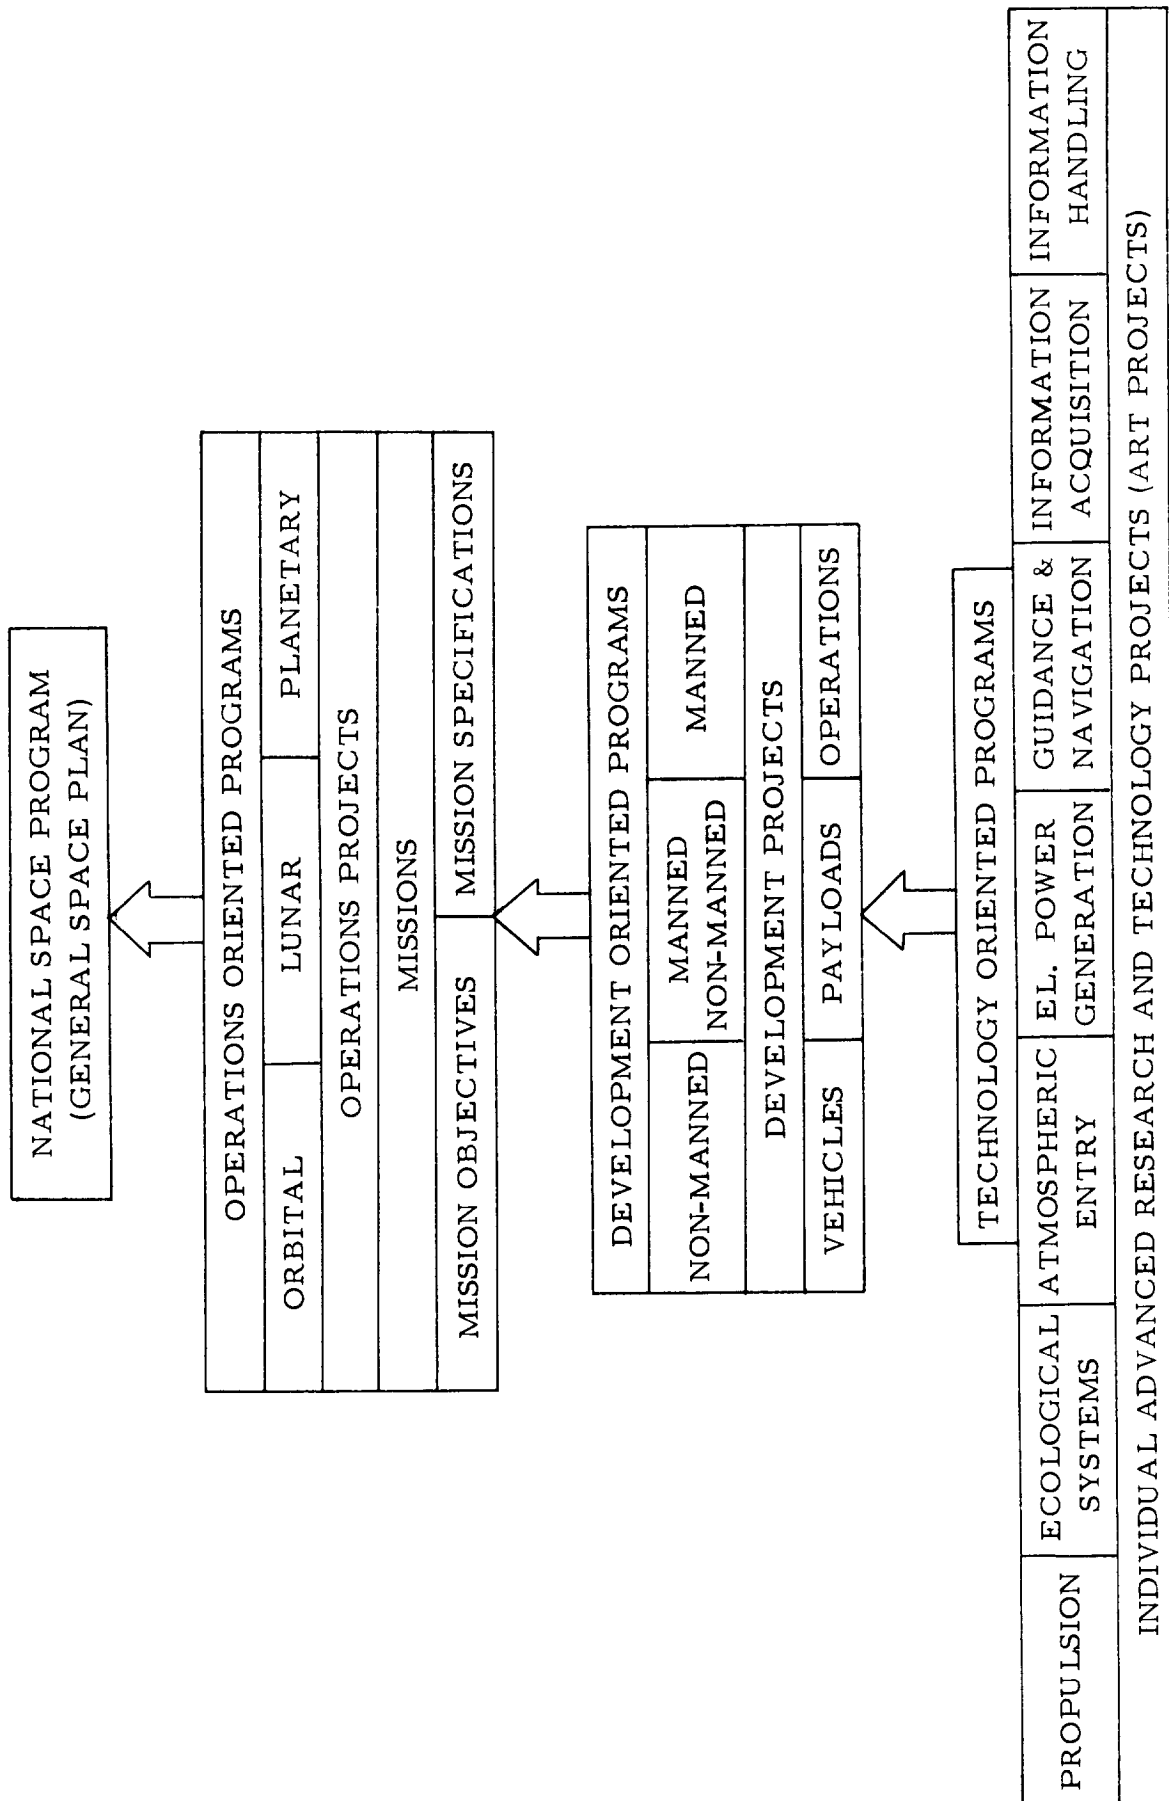 NATIONAL SPACE PROGRAM
(GENERAL SPACE PLAN)
OPERATIONS ORIENTED PROGRAMS
ORBITAL
LUNAR
PLANETARY
OPERATIONS PROJECTS
MISSIONS
MISSION OBJECTIVES
MISSION SPECIFICATIONS
DEVELOPMENT ORIENTED PROGRAMS
NON-MANNED
MANNED
NON-MANNED
MANNED
DEVELOPMENT PROJECTS
VEHICLES
PAYLOADS
OPERATIONS
TECHNOLOGY ORIENTED PROGRAMS
PROPULSION
ECOLOGICAL
SYSTEMS
ATMOSPHERIC
ENTRY
EL. POWER
GENERATION
GUIDANCE &
NAVIGATION
INFORMATION
ACQUISITION
INFORMATION
HANDLING
INDIVIDUAL ADVANCED RESEARCH AND TECHNOLOGY PROJECTS (ART PROJECTS)